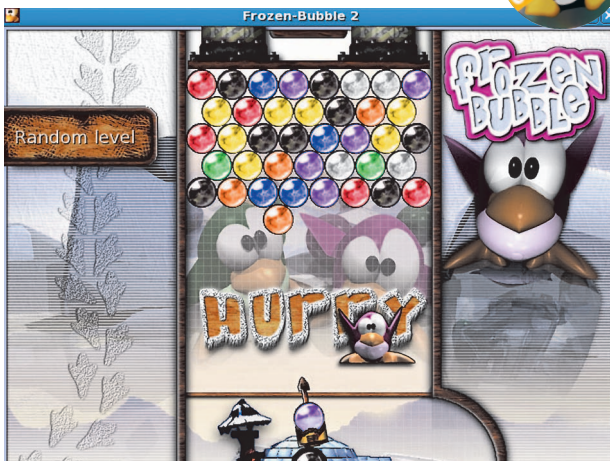 Frozen-Bubble 2
FROZEN
BUBBLE
Random level
HURRY